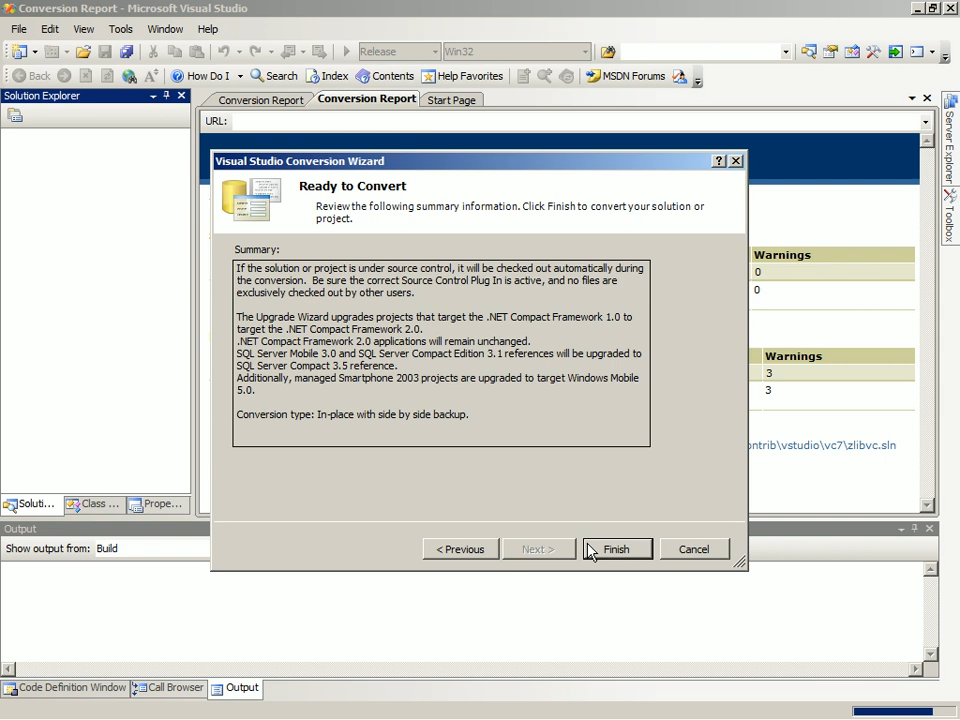 Conversion Report - Microsoft Visual Studio
File Edit View Tools Window Help
Release Win32
Back How Do I Search Index Contents Help Favorites MSDN Forums
Solution Explorer
Conversion Report Conversion Report Start Page
URL:
Server Explorer
Toolbox
Visual Studio Conversion Wizard
Ready to Convert
Review the following summary information. Click Finish to convert your solution or
project.
Summary:
If the solution or project is under source control, it will be checked out automatically during
the conversion. Be sure the correct Source Control Plug In is active, and no files are
exclusively checked out by other users.
The Upgrade Wizard upgrades projects that target the .NET Compact Framework 1.0 to
target the .NET Compact Framework 2.0.
.NET Compact Framework 2.0 applications will remain unchanged.
SQL Server Mobile 3.0 and SQL Server Compact Edition 3.1 references will be upgraded to
SQL Server Compact 3.5 reference.
Additionally, managed Smartphone 2003 projects are upgraded to target Windows Mobile
5.0.
Conversion type: In-place with side by side backup.
< Previous Next > Finish Cancel
Warnings
0
0
Warnings
3
3
ontrib\vstudio\vc7\zlibvc.sln
Soluti... Class ... Prope...
Output
Show output from: Build
Code Definition Window Call Browser Output